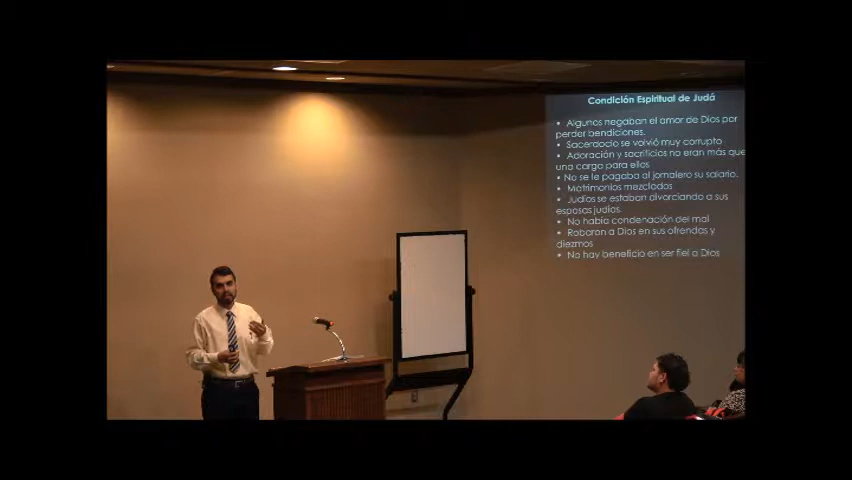 Condición Espiritual de Judá
• Algunos negaban el amor de Dios por
perder bendiciones.
• Sacerdocio se volvió muy corrupto
• Adoración y sacrificios no eran más que
una carga para ellos
• No se le pagaba al jornalero su salario.
• Matrimonios mezclados
• Judíos se estaban divorciando a sus
esposas judías.
• No había condenación del mal
• Robaron a Dios en sus ofrendas y
diezmos
• No hay beneficio en ser fiel a Dios